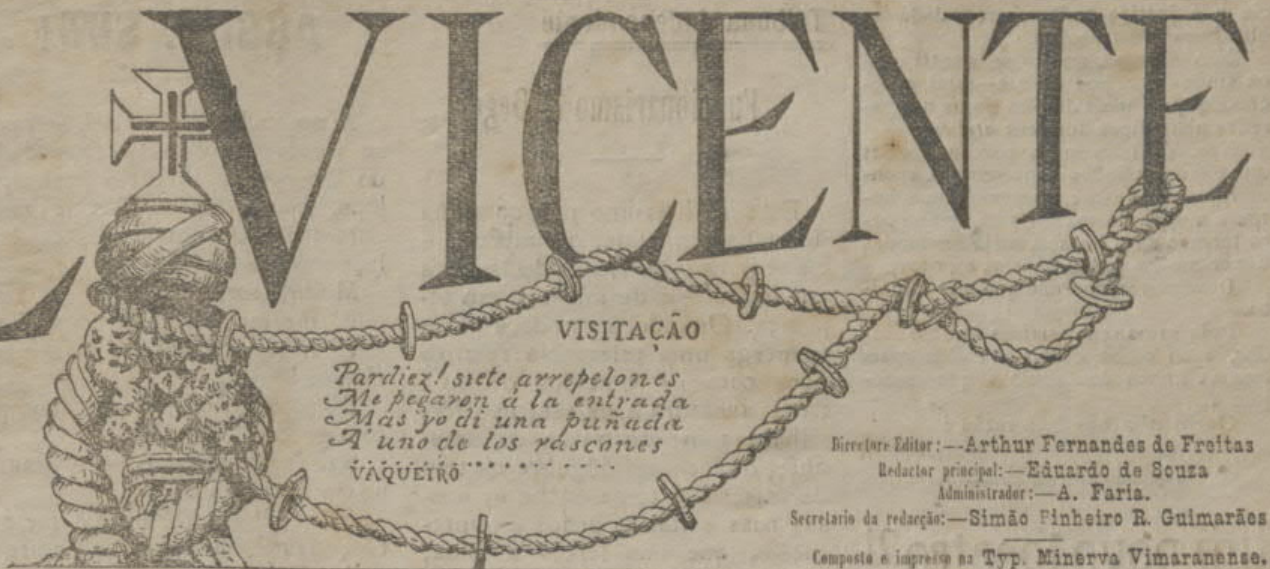 VICENTE
VISITAÇÃO
Pardiez! siete arrepelones
Me pegaron á la entrada
Mas yo di una puñada
A' uno de los rascones
VAQUEIRO
Director e Editor:—Arthur Fernandes de Freitas
Redactor principal:—Eduardo de Souza
Administrador:—A. Faria.
Secretario da redacção:—Simão Pinheiro R. Guimarães
Composto e impresso na Typ. Minerva Vimaranense.